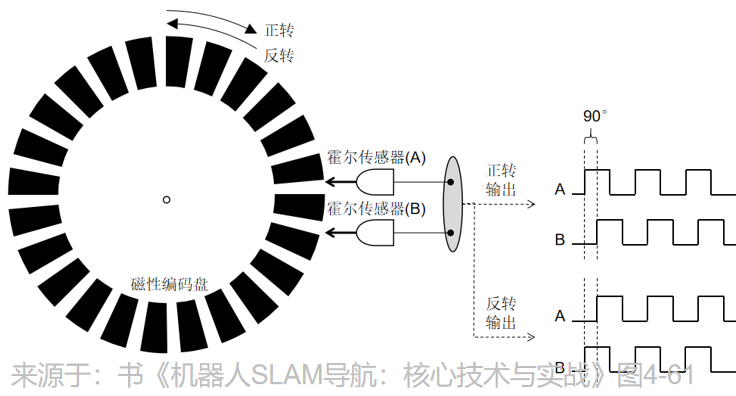 正转
反转
霍尔传感器(A)
霍尔传感器(B)
磁性编码盘
正转
输出
反转
输出
90°
A
B
A
B
来源于：书《机器人SLAM导航：核心技术与实战》图4-61